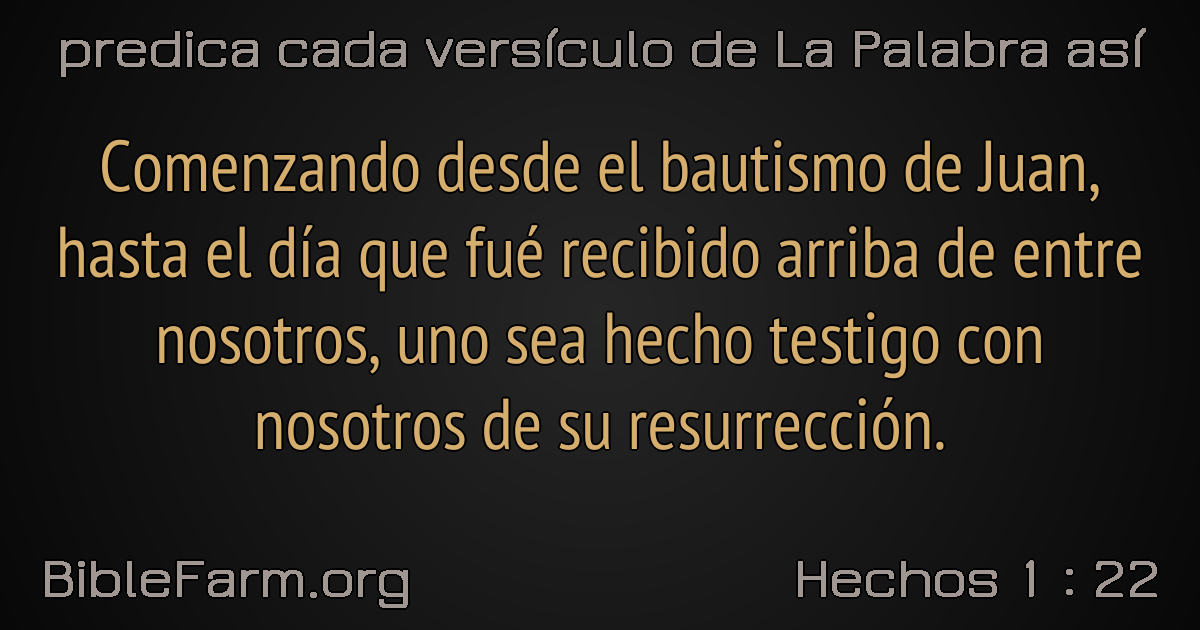 predica cada versículo de La Palabra así
Comenzando desde el bautismo de Juan,
hasta el día que fué recibido arriba de entre
nosotros, uno sea hecho testigo con
nosotros de su resurrección.
BibleFarm.org
Hechos 1 : 22